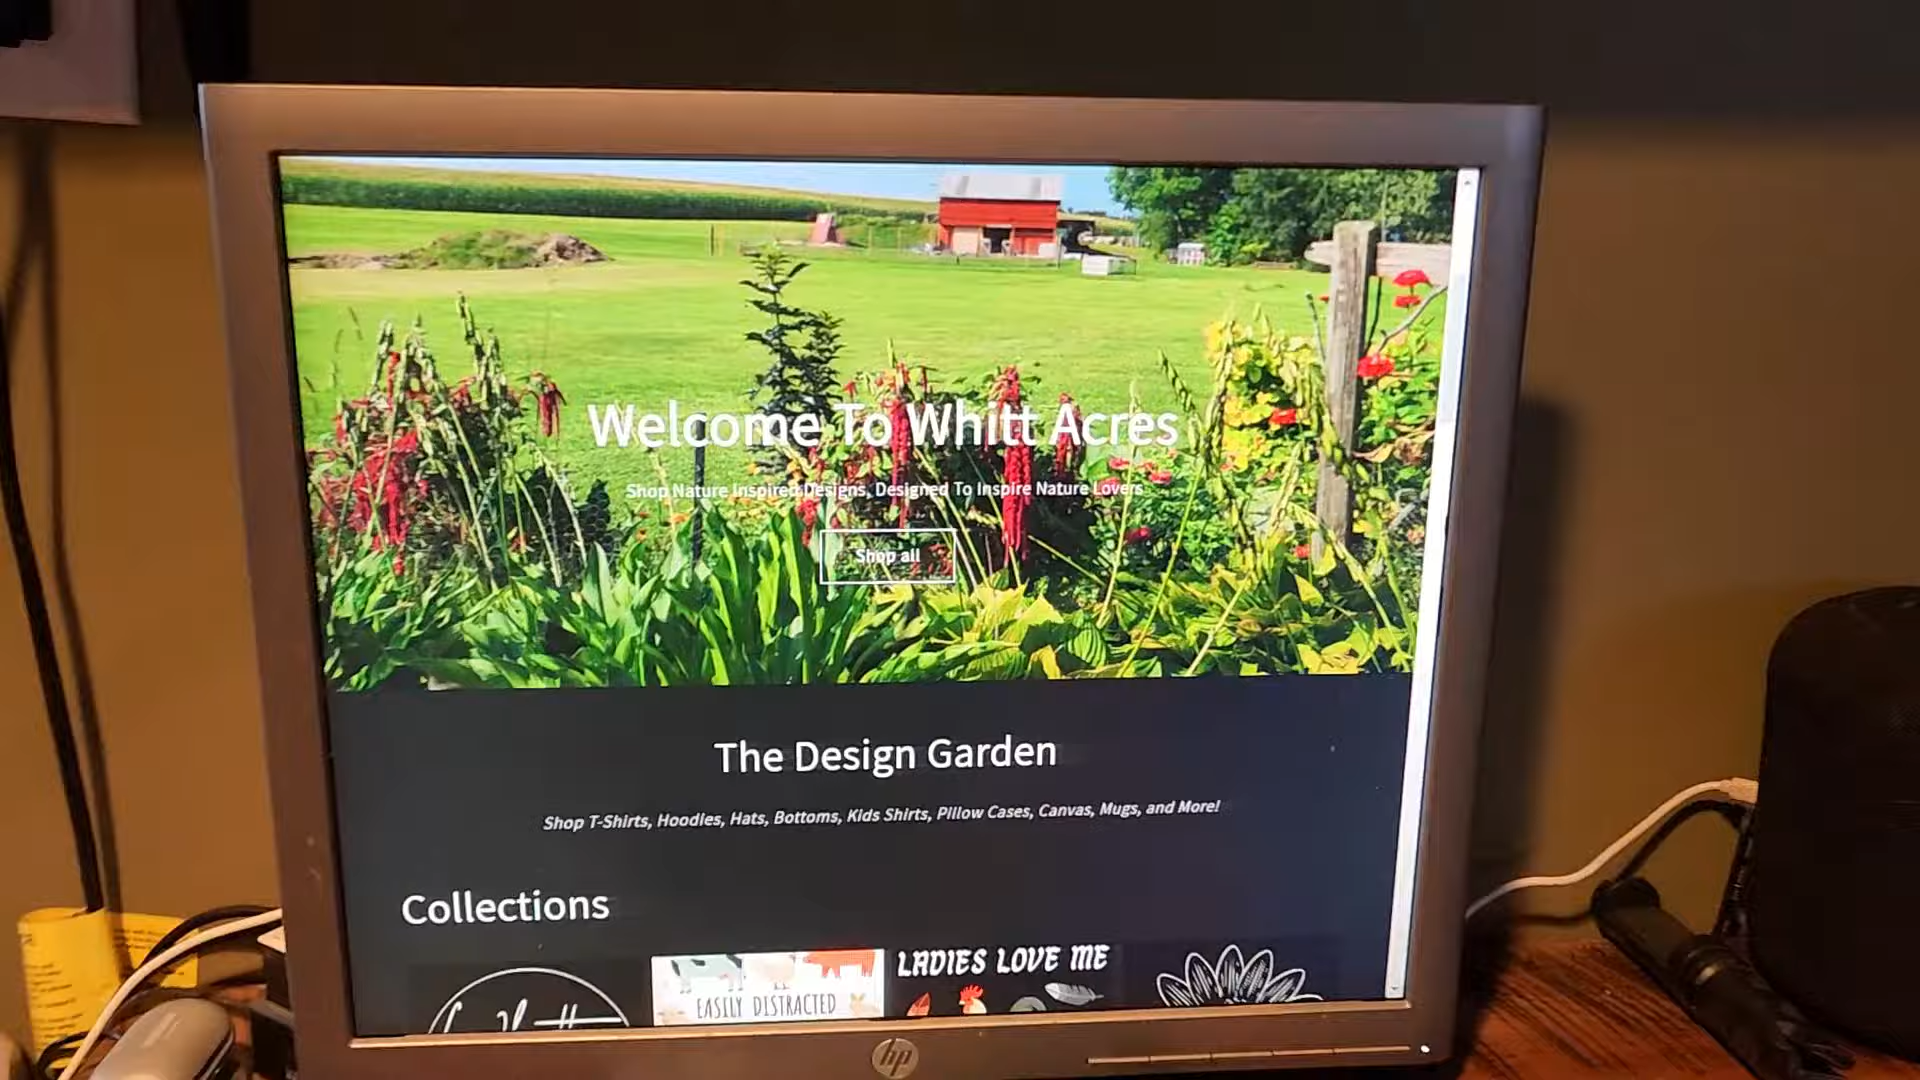 Welcome To Whitt Acres
Shop Nature Inspired Designs, Designed To Inspire Nature Lovers
Shop all
The Design Garden
Shop T-Shirts, Hoodies, Hats, Bottoms, Kids Shirts, Pillow Cases, Canvas, Mugs, and More!
Collections
LADIES LOVE ME
EASILY DISTRACTED
hp